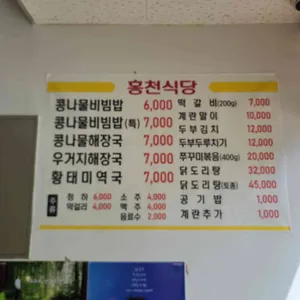 홍천식당
콩나물비빔밥 6,000
콩나물비빔밥(특) 7,000
콩나물해장국 7,000
우거지해장국 7,000
황태미역국 7,000
주류
청하 6,000 소주 4,000
막걸리 4,000 맥주 4,000
음료수 2,000
떡갈비(200g) 7,000
계란말이 10,000
두부김치 12,000
두부두루치기 12,000
쭈꾸미볶음(400g) 20,000
닭도리탕 32,000
닭도리탕(토종) 45,000
공기밥 1,000
계란추가 1,000